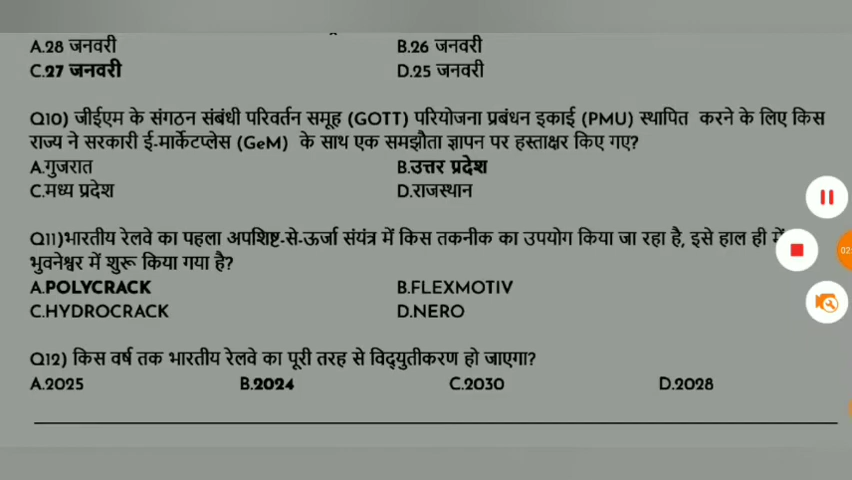 A.28 जनवरी B.26 जनवरी
C.27 जनवरी D.25 जनवरी
Q10) जीईएम के संगठन संबंधी परिवर्तन समूह (GOTT) परियोजना प्रबंधन इकाई (PMU) स्थापित करने के लिए किस
राज्य ने सरकारी ई-मार्केटप्लेस (GeM) के साथ एक समझौता ज्ञापन पर हस्ताक्षर किए गए?
A.गुजरात B.उत्तर प्रदेश
C.मध्य प्रदेश D.राजस्थान
Q11)भारतीय रेलवे का पहला अपशिष्ट-से-ऊर्जा संयंत्र में किस तकनीक का उपयोग किया जा रहा है, इसे हाल ही में
भुवनेश्वर में शुरू किया गया है?
A.POLYCRACK B.FLEXMOTIV
C.HYDROCRACK D.NERO
Q12) किस वर्ष तक भारतीय रेलवे का पूरी तरह से विद्युतीकरण हो जाएगा?
A.2025 B.2024 C.2030 D.2028